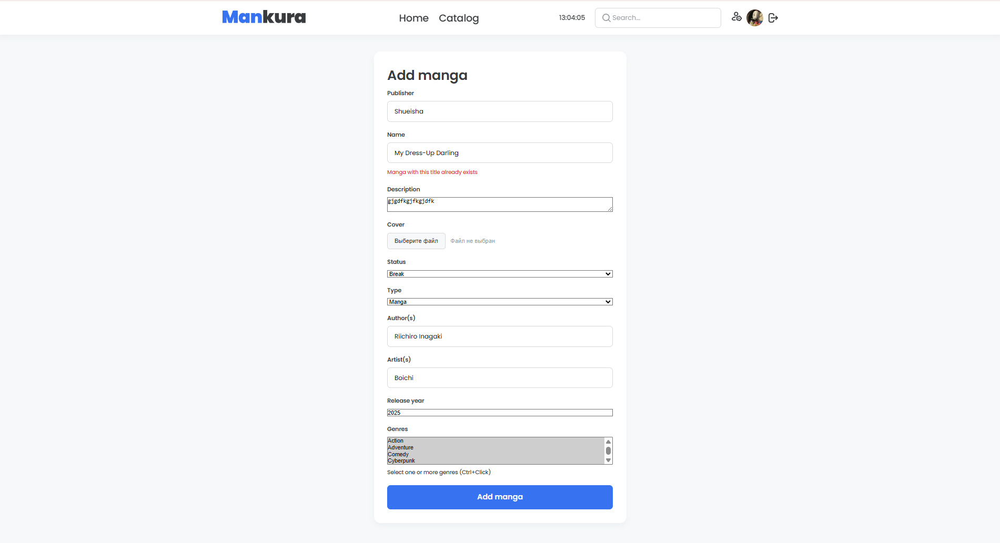 Mankura
Home Catalog
13:04:05
Search...
Add manga
Publisher
Shueisha
Name
My Dress-Up Darling
Manga with this title already exists
Description
gjgdfkgjfkgjdfk
Cover
Выберите файл Файл не выбран
Status
Break
Type
Manga
Author(s)
Riichiro Inagaki
Artist(s)
Boichi
Release year
2025
Genres
Action
Adventure
Comedy
Cyberpunk
Select one or more genres (Ctrl+Click)
Add manga